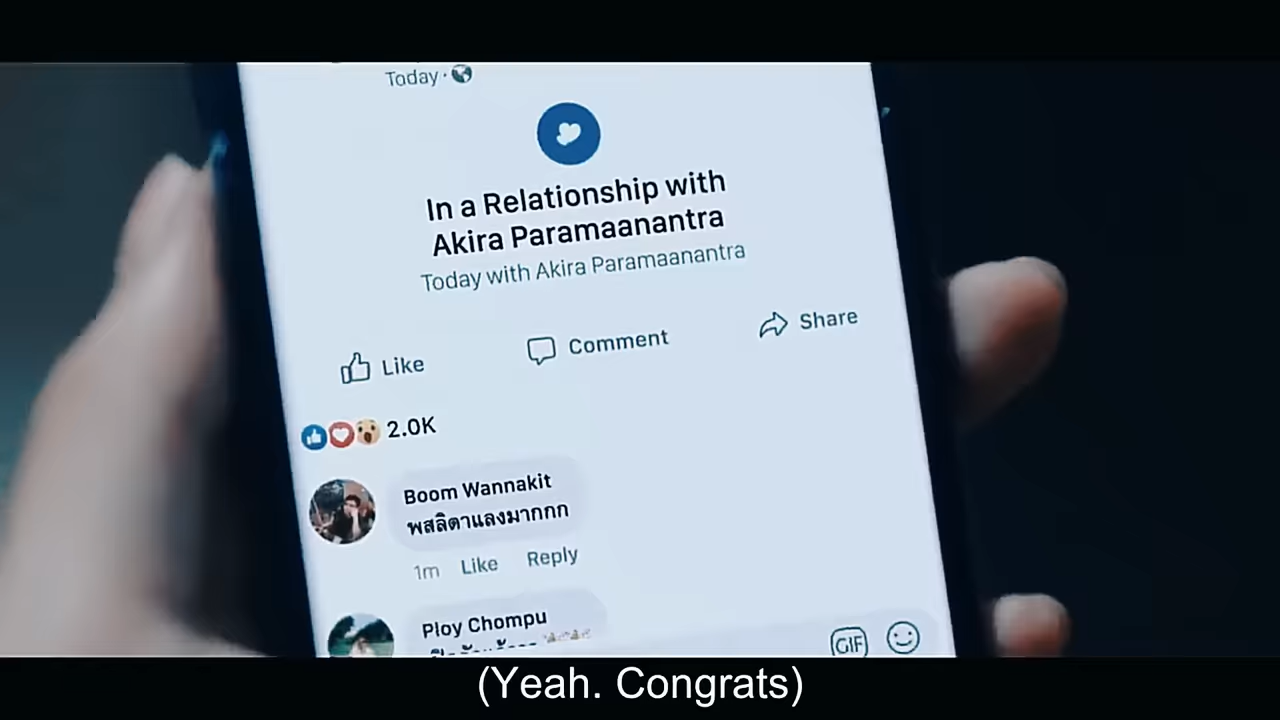 Today ·
In a Relationship with
Akira Paramaanantra
Today with Akira Paramaanantra
Like
Comment
Share
2.0K
Boom Wannakit
พสลิตาแลงมากกก
1m Like Reply
Ploy Chompu
GIF
(Yeah. Congrats)